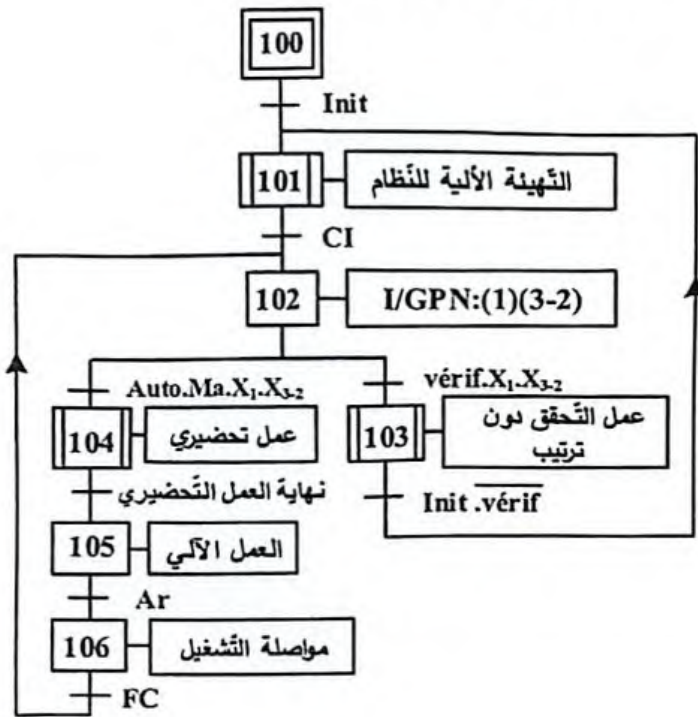 100
Init
101
التّهيئة الألية للنّظام
CI
102
I/GPN:(1)(3-2)
Auto.Ma.X₁.X₃₋₂
vérif.X₁.X₃₋₂
104
عمل تحضيري
103
عمل التّحقق دون
ترتيب
نهاية العمل التّحضيري
Init .v̅é̅r̅i̅f̅
105
العمل الآلي
Ar
106
مواصلة التّشغيل
FC